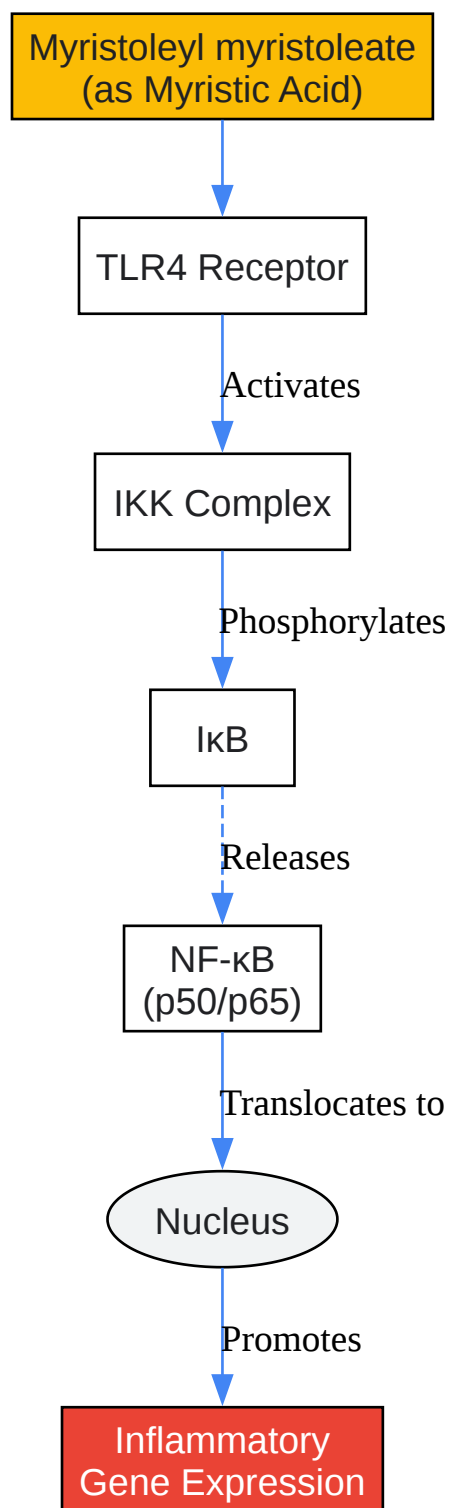 Myristoleyl myristoleate
(as Myristic Acid)
TLR4 Receptor
Activates
IKK Complex
Phosphorylates
IκB
Releases
NF-κB
(p50/p65)
Translocates to
Nucleus
Promotes
Inflammatory
Gene Expression